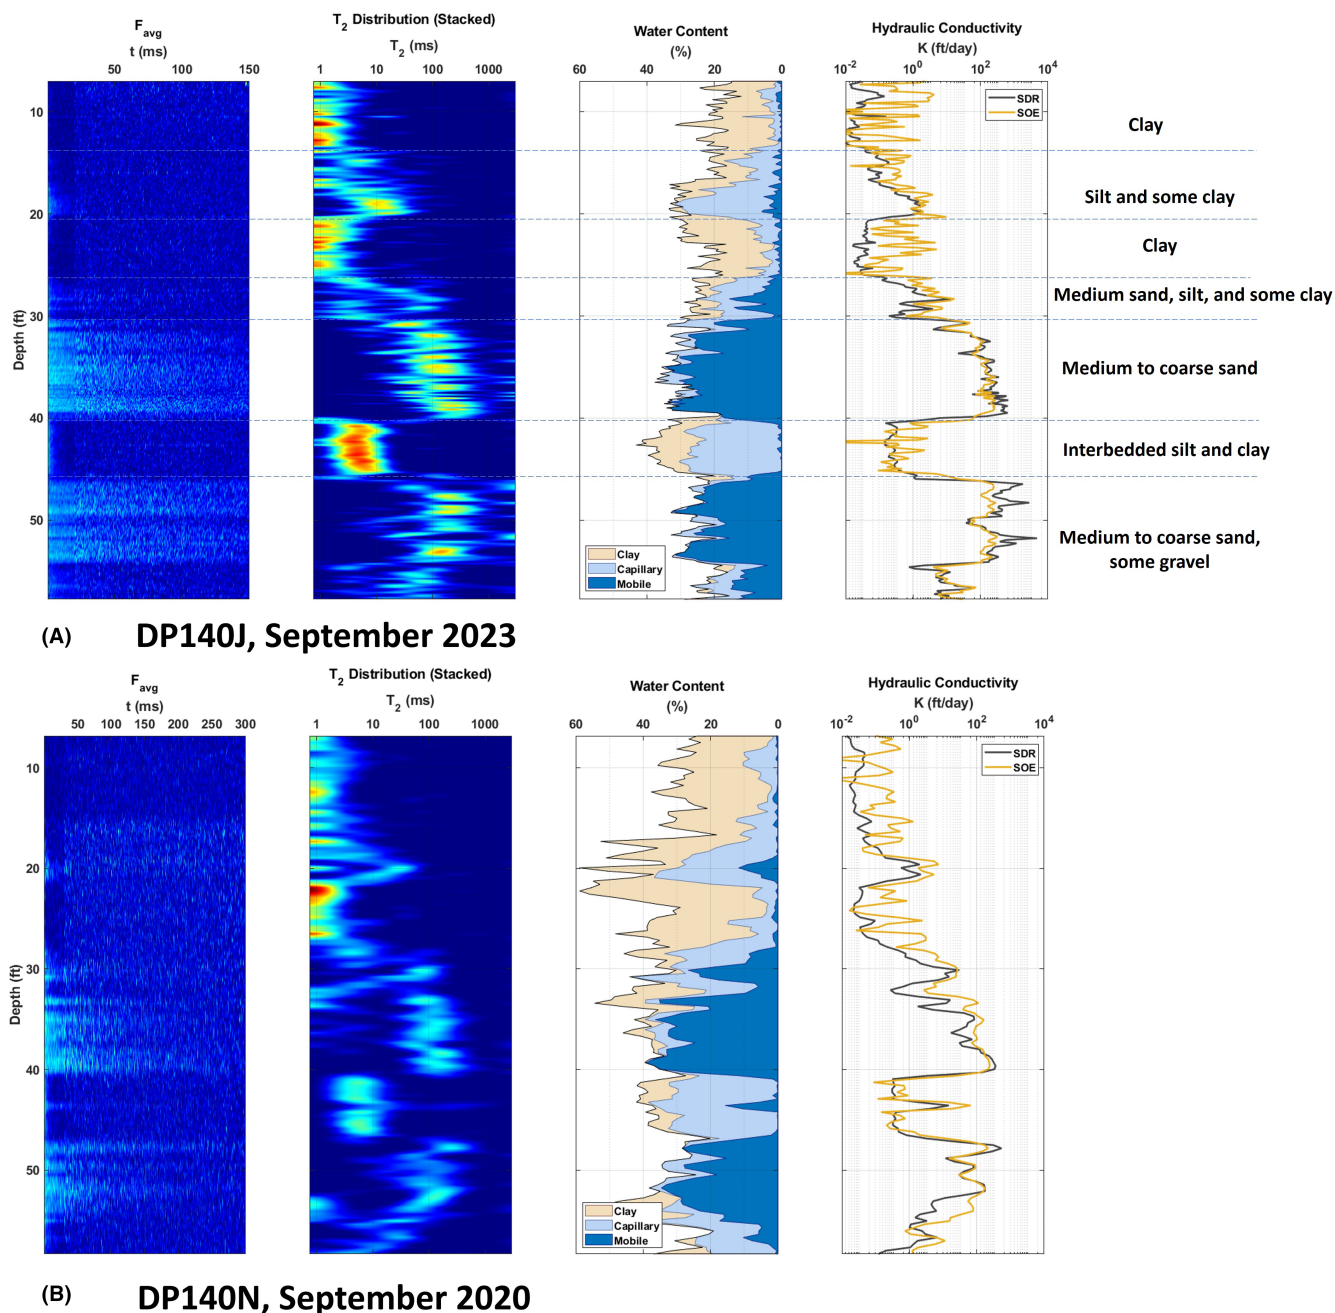 F_avg
t (ms)
50 100 150
T_2 Distribution (Stacked)
T_2 (ms)
1 10 100 1000
Water Content
(%)
60 40 20 0
Hydraulic Conductivity
K (ft/day)
10^-2 10^0 10^2 10^4
SDR
SOE
Depth (ft)
10
20
30
40
50
Clay
Capillary
Mobile
Clay
Silt and some clay
Clay
Medium sand, silt, and some clay
Medium to coarse sand
Interbedded silt and clay
Medium to coarse sand,
some gravel
(A) DP140J, September 2023
F_avg
t (ms)
50 100 150 200 250 300
T_2 Distribution (Stacked)
T_2 (ms)
1 10 100 1000
Water Content
(%)
60 40 20 0
Hydraulic Conductivity
K (ft/day)
10^-2 10^0 10^2 10^4
SDR
SOE
Depth (ft)
10
20
30
40
50
Clay
Capillary
Mobile
(B) DP140N, September 2020